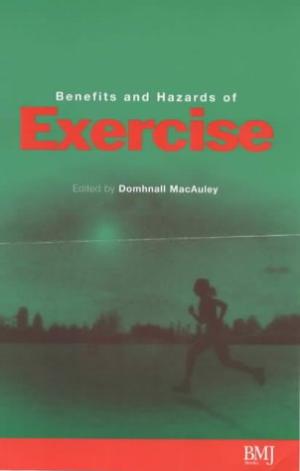 Benefits and Hazards of
Exercise
Edited by Domhnall MacAuley
BMJ
Books